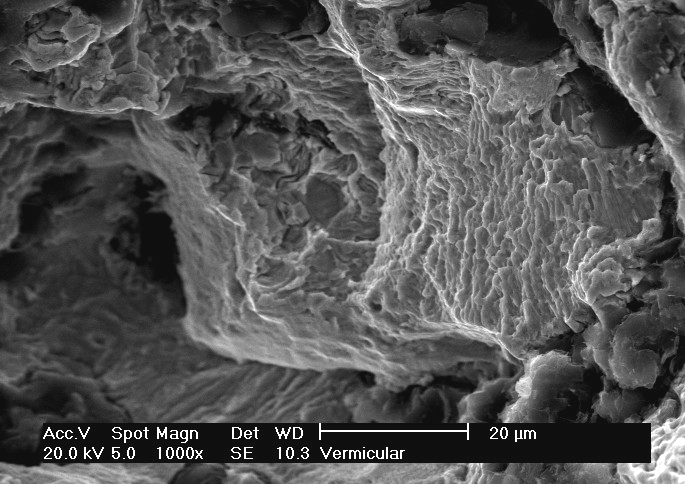 Acc.V Spot Magn Det WD 20 µm
20.0 kV 5.0 1000x SE 10.3 Vermicular